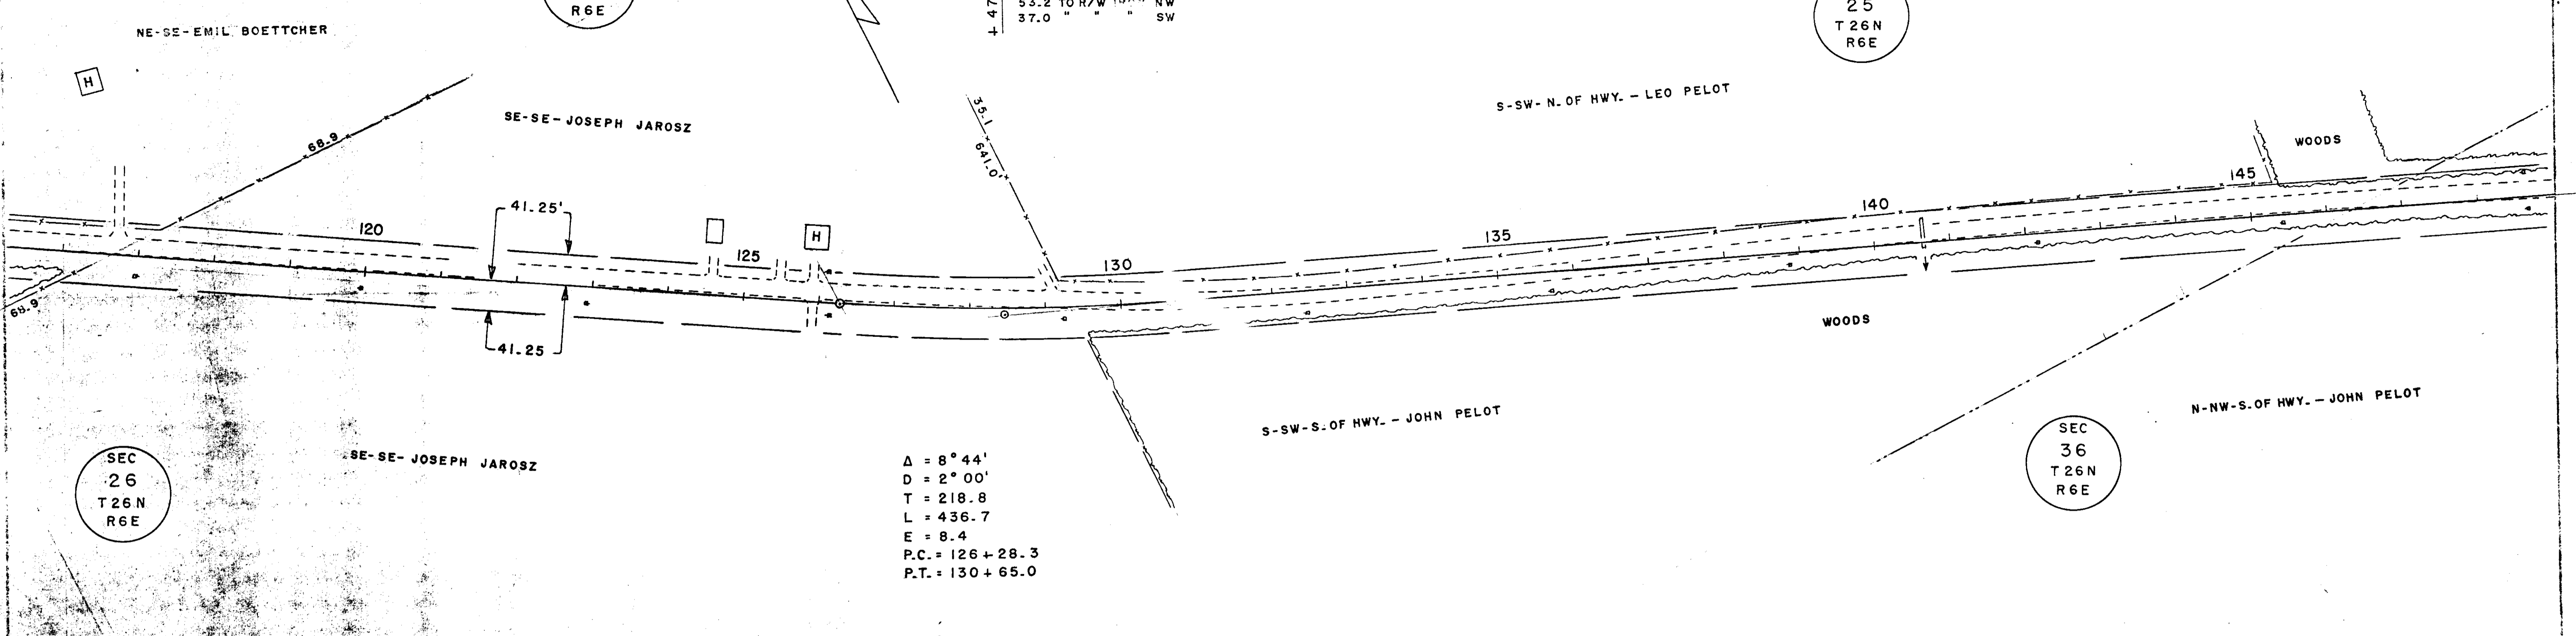 R6E
+47
53.2 TO R/W NW
37.0 " " " SW
25
T26N
R6E
NE-SE-EMIL BOETTCHER
H
68.9
SE-SE-JOSEPH JAROSZ
35.1
641.0'
S-SW-N. OF HWY. - LEO PELOT
WOODS
120
41.25'
125
H
130
135
140
145
68.9
41.25
WOODS
S-SW-S. OF HWY. - JOHN PELOT
N-NW-S. OF HWY. - JOHN PELOT
SEC
26
T26N
R6E
SE-SE-JOSEPH JAROSZ
Δ = 8°44'
D = 2°00'
T = 218.8
L = 436.7
E = 8.4
P.C. = 126+28.3
P.T. = 130+65.0
SEC
36
T26N
R6E